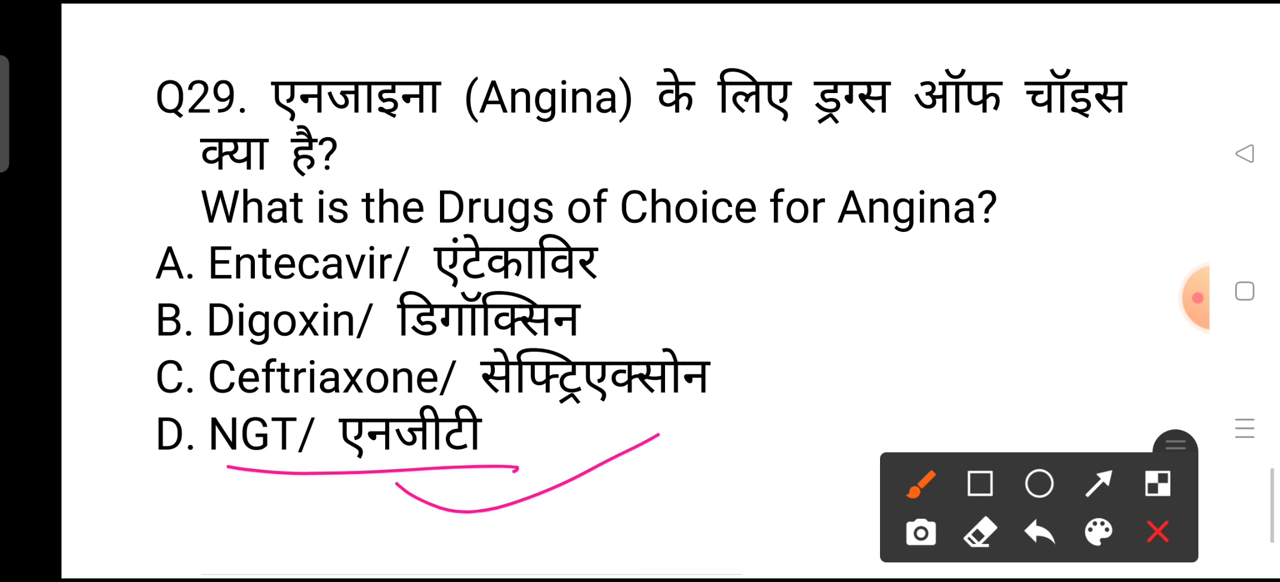 Q29. एनजाइना (Angina) के लिए ड्रग्स ऑफ चॉइस
क्या है?
What is the Drugs of Choice for Angina?
A. Entecavir/ एंटेकाविर
B. Digoxin/ डिगॉक्सिन
C. Ceftriaxone/ सेफ्ट्रिएक्सोन
D. NGT/ एनजीटी